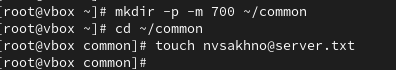 [root@vbox ~]# mkdir -p -m 700 ~/common
[root@vbox ~]# cd ~/common
[root@vbox common]# touch nvsakhno@server.txt
[root@vbox common]#